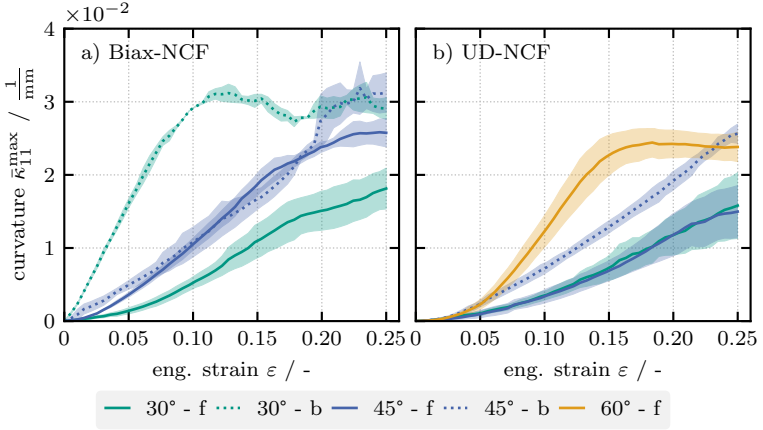 ×10⁻²
a) Biax-NCF
b) UD-NCF
curvature κ̄₁₁ᵐᵃˣ / 1/mm
4
3
2
1
0
0 0.05 0.10 0.15 0.20 0.25
0 0.05 0.10 0.15 0.20 0.25
eng. strain ε / -
eng. strain ε / -
30° - f 30° - b 45° - f 45° - b 60° - f